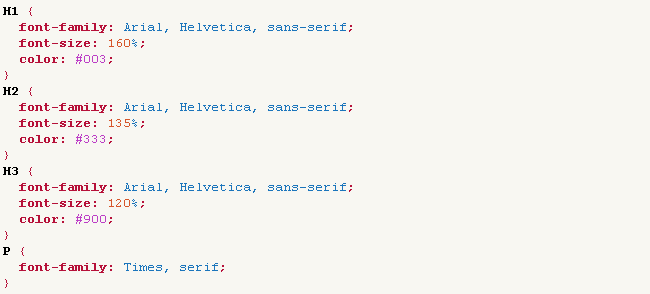 H1 {
  font-family: Arial, Helvetica, sans-serif;
  font-size: 160%;
  color: #003;
}
H2 {
  font-family: Arial, Helvetica, sans-serif;
  font-size: 135%;
  color: #333;
}
H3 {
  font-family: Arial, Helvetica, sans-serif;
  font-size: 120%;
  color: #900;
}
P {
  font-family: Times, serif;
}